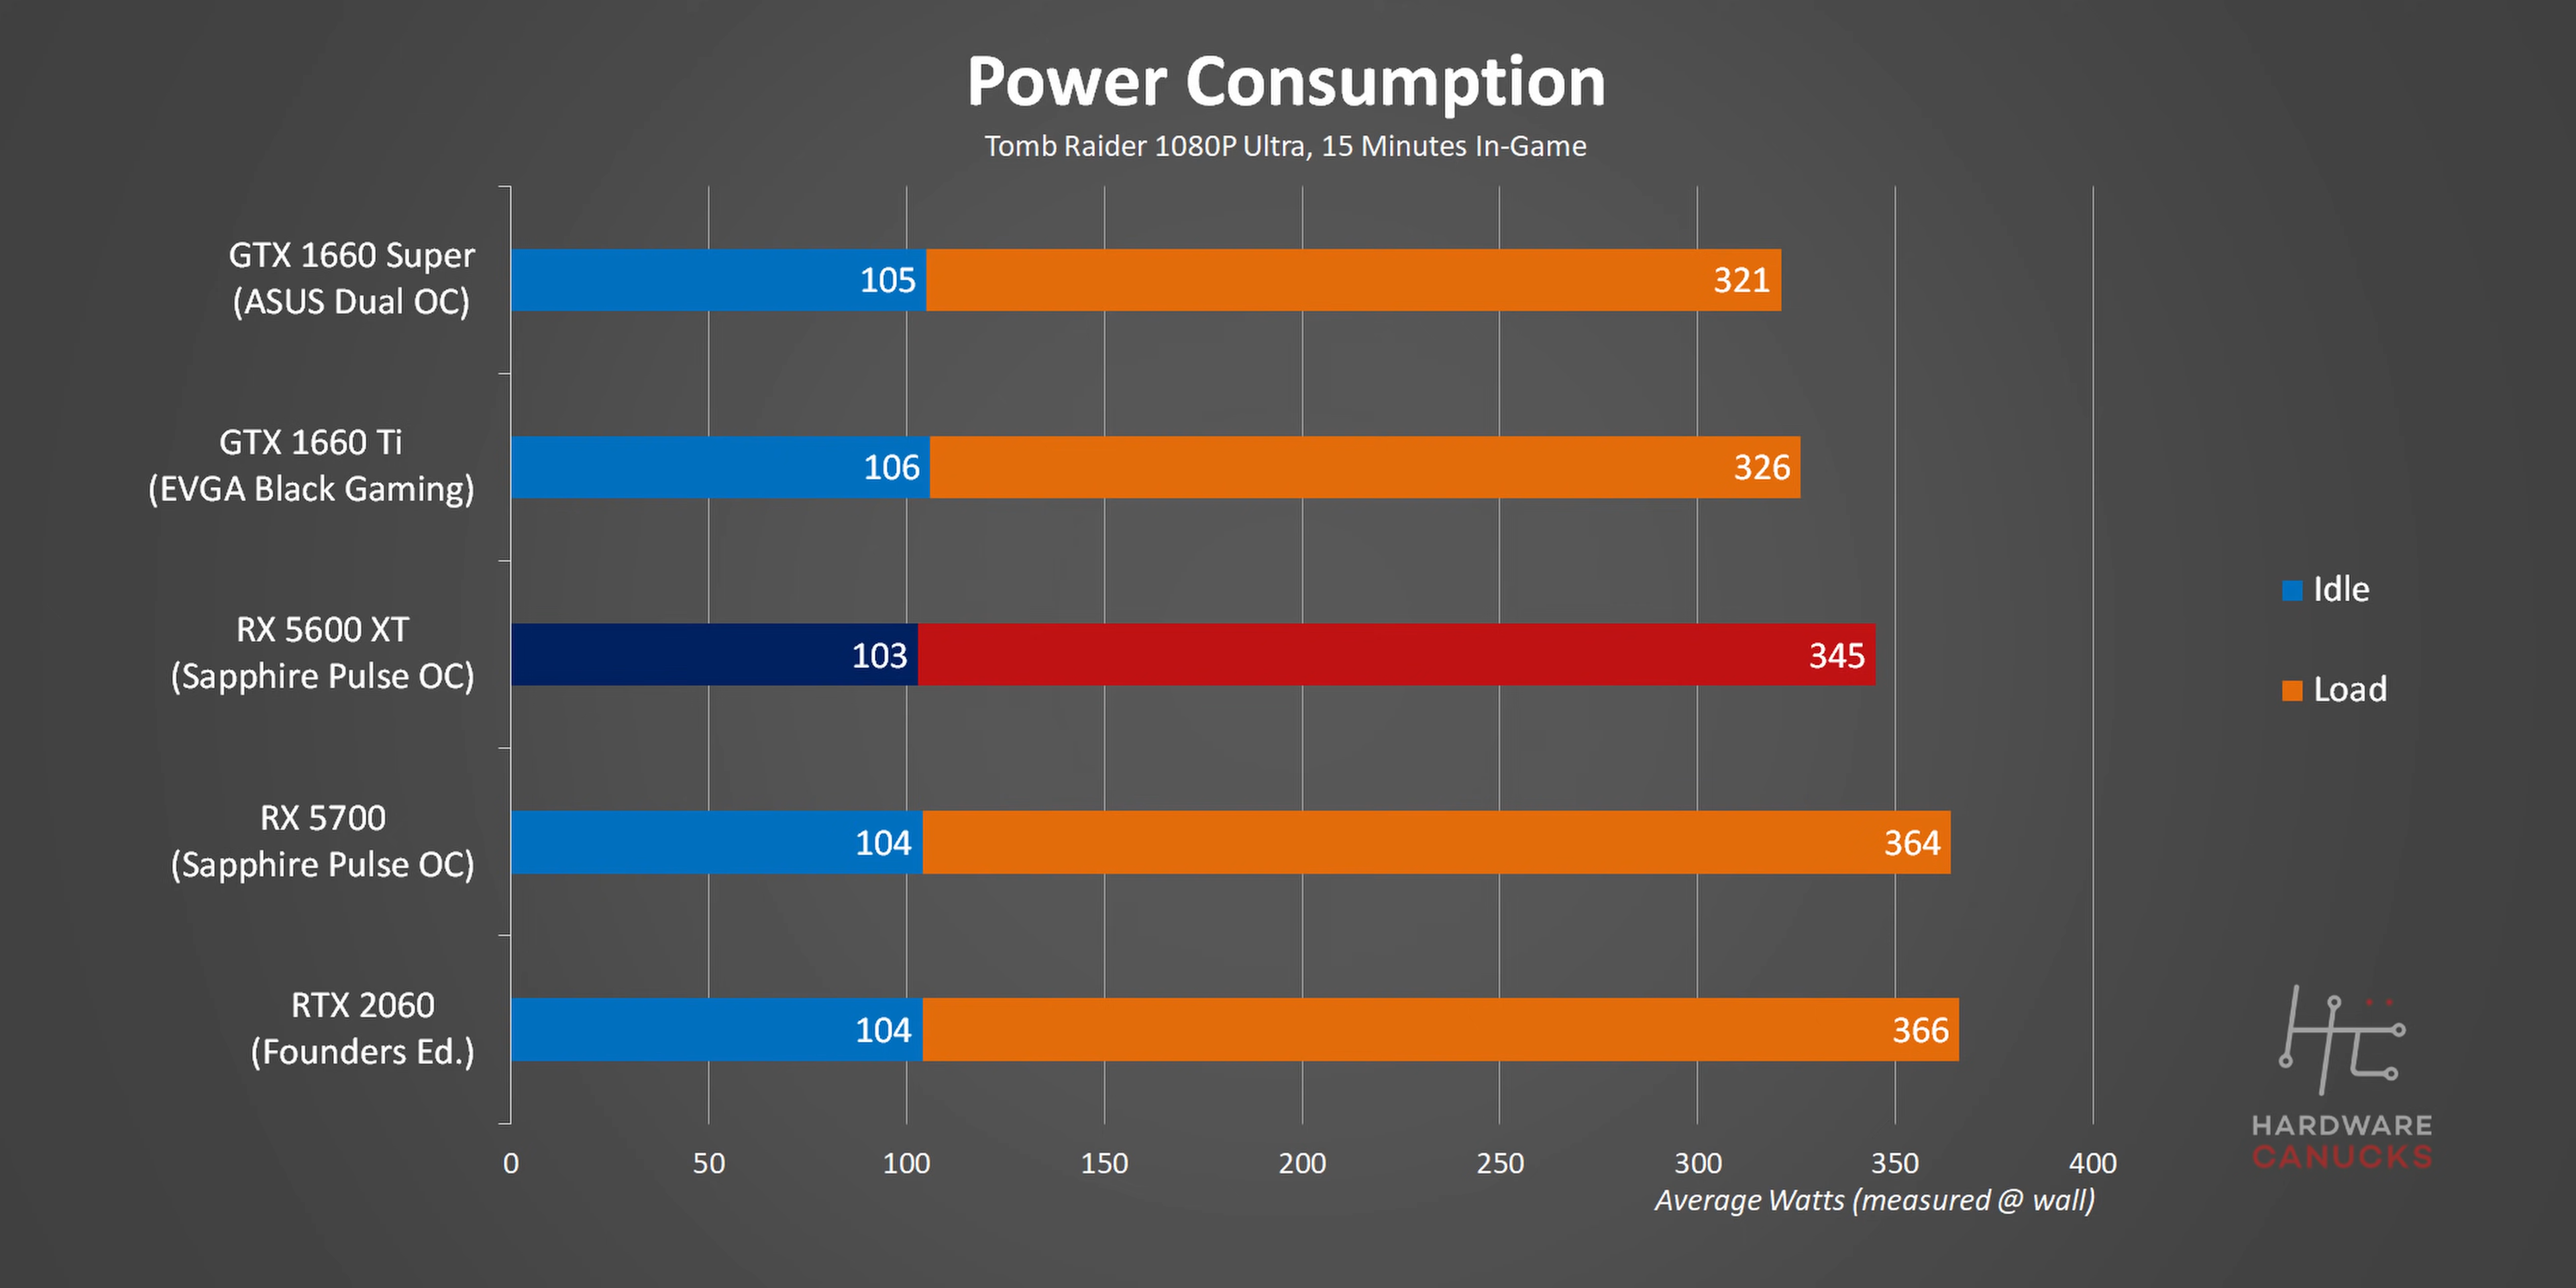 Power Consumption
Tomb Raider 1080P Ultra, 15 Minutes In-Game
GTX 1660 Super
(ASUS Dual OC)
105
321
GTX 1660 Ti
(EVGA Black Gaming)
106
326
RX 5600 XT
(Sapphire Pulse OC)
103
345
RX 5700
(Sapphire Pulse OC)
104
364
RTX 2060
(Founders Ed.)
104
366
Idle
Load
0 50 100 150 200 250 300 350 400
Average Watts (measured @ wall)
HARDWARE
CANUCKS